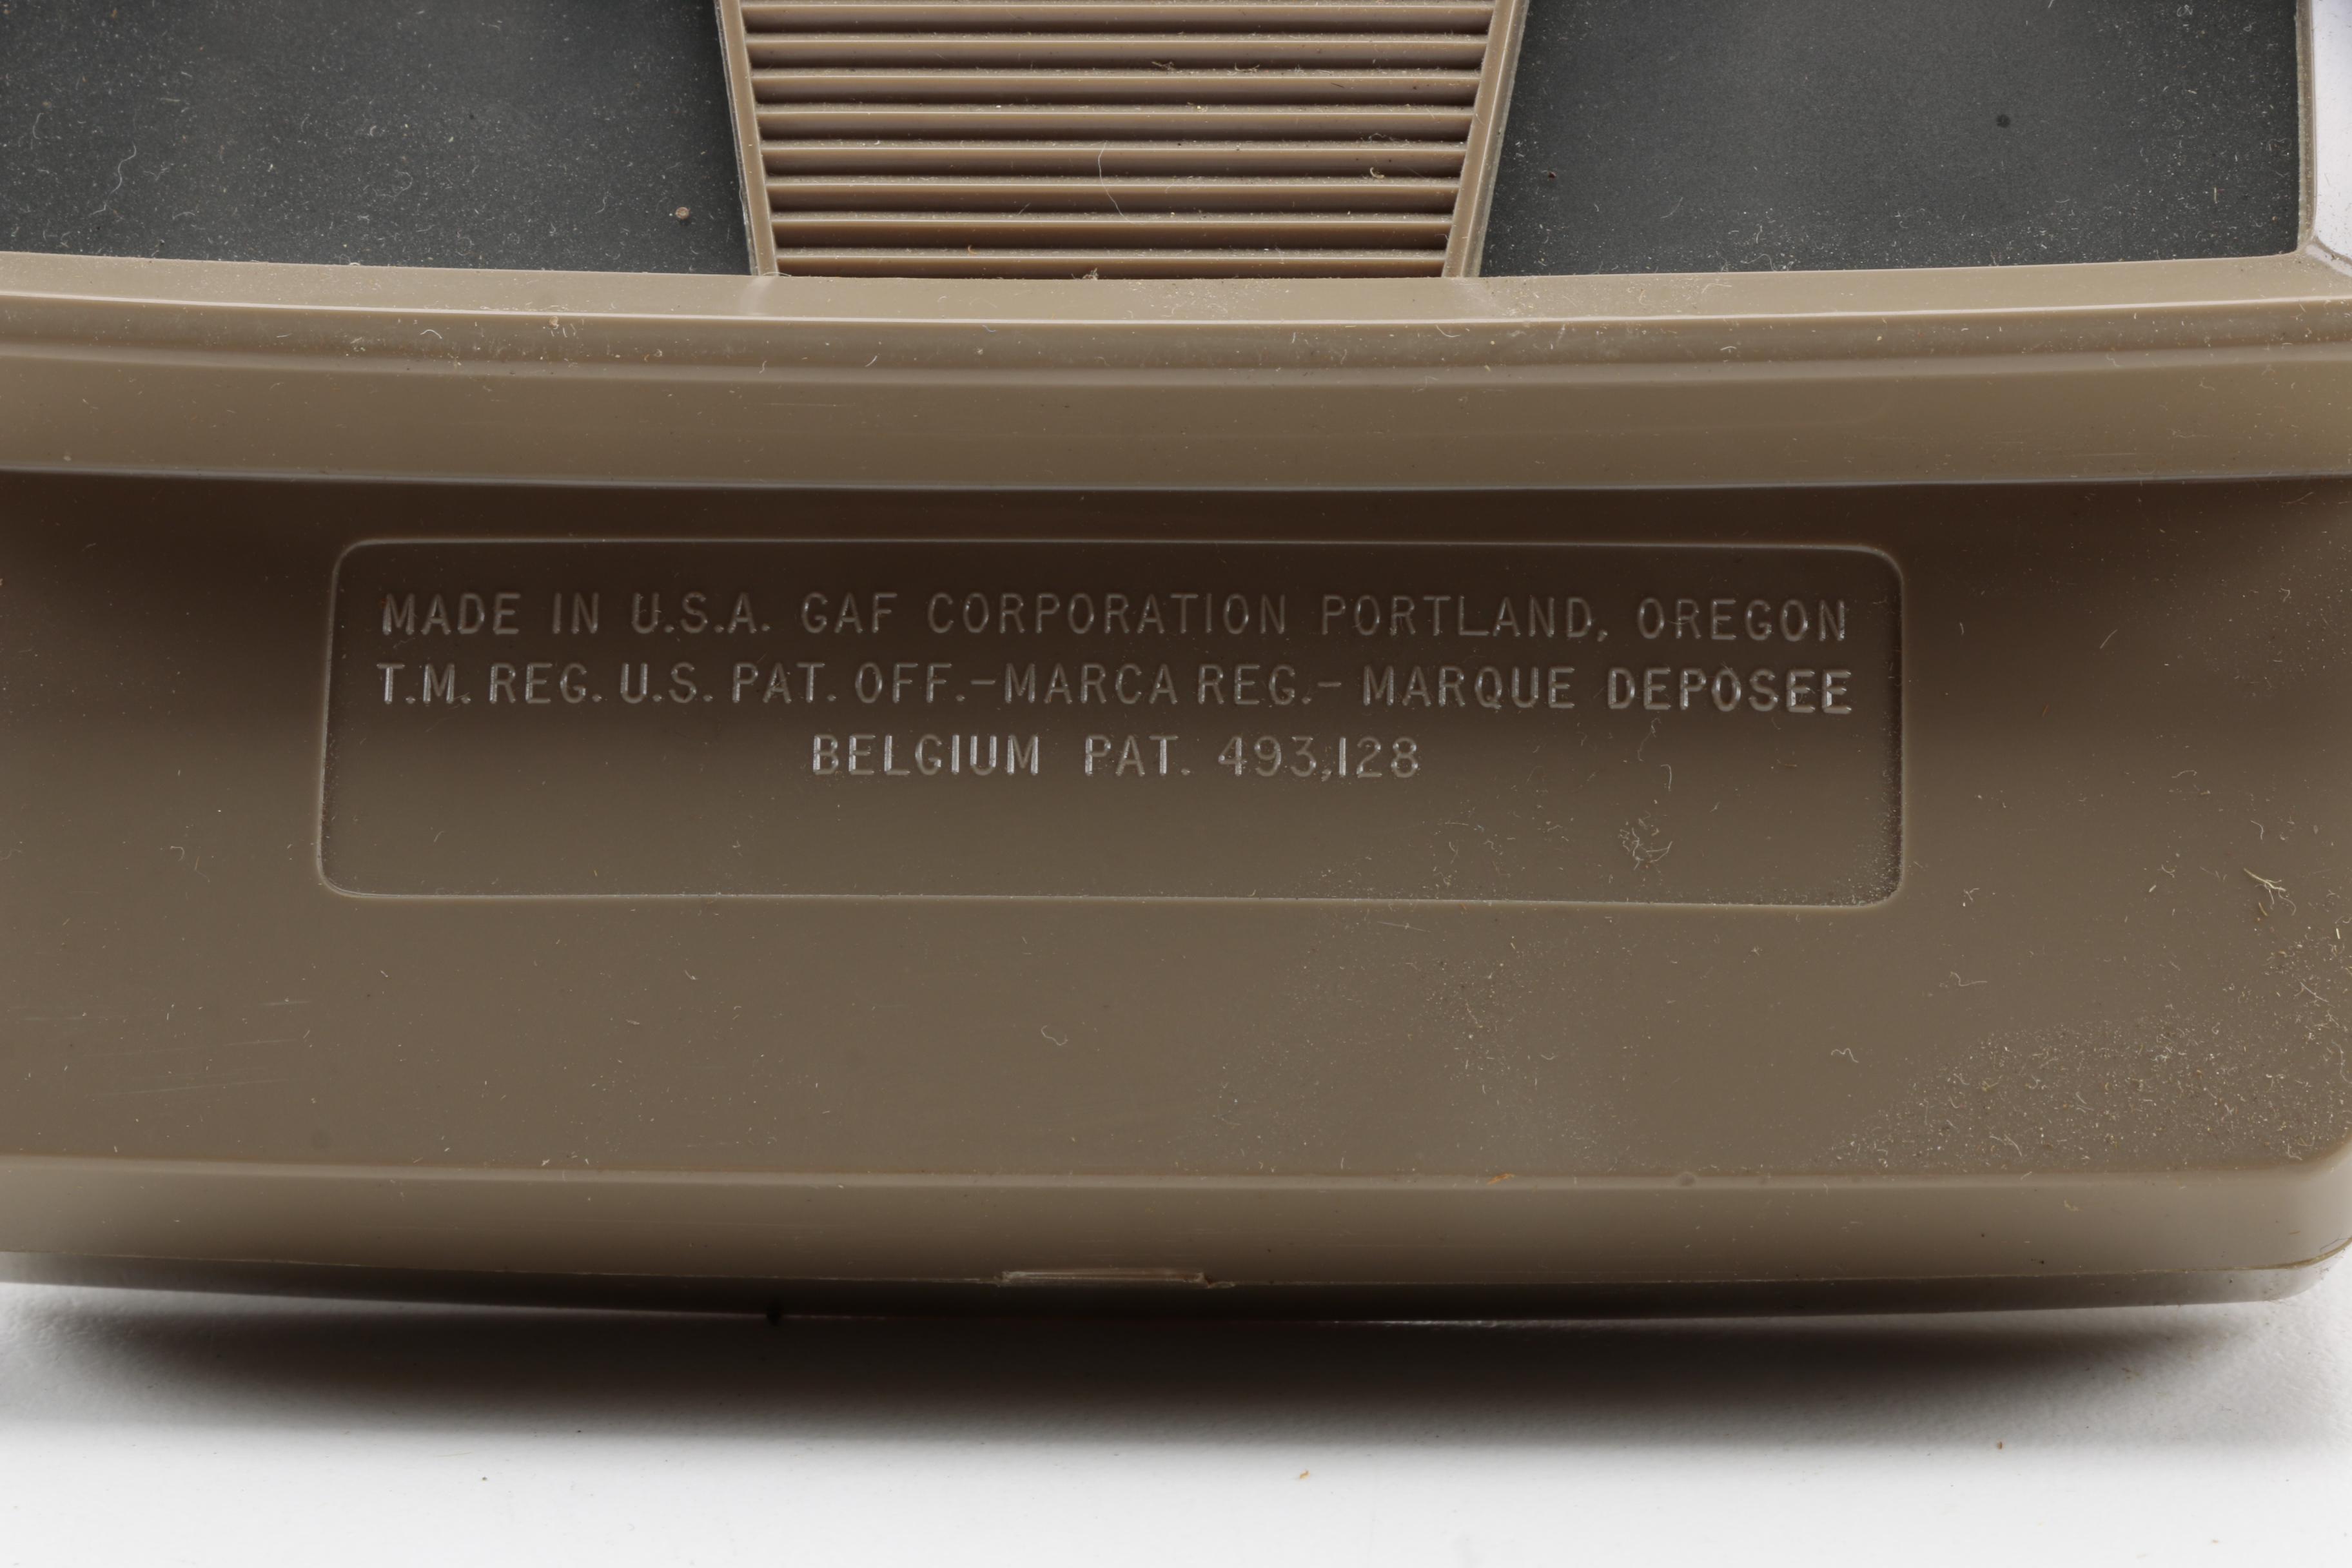 MADE IN U.S.A. GAF CORPORATION PORTLAND, OREGON
T.M. REG. U.S. PAT. OFF.-MARCA REG.- MARQUE DEPOSEE
BELGIUM PAT. 493,128